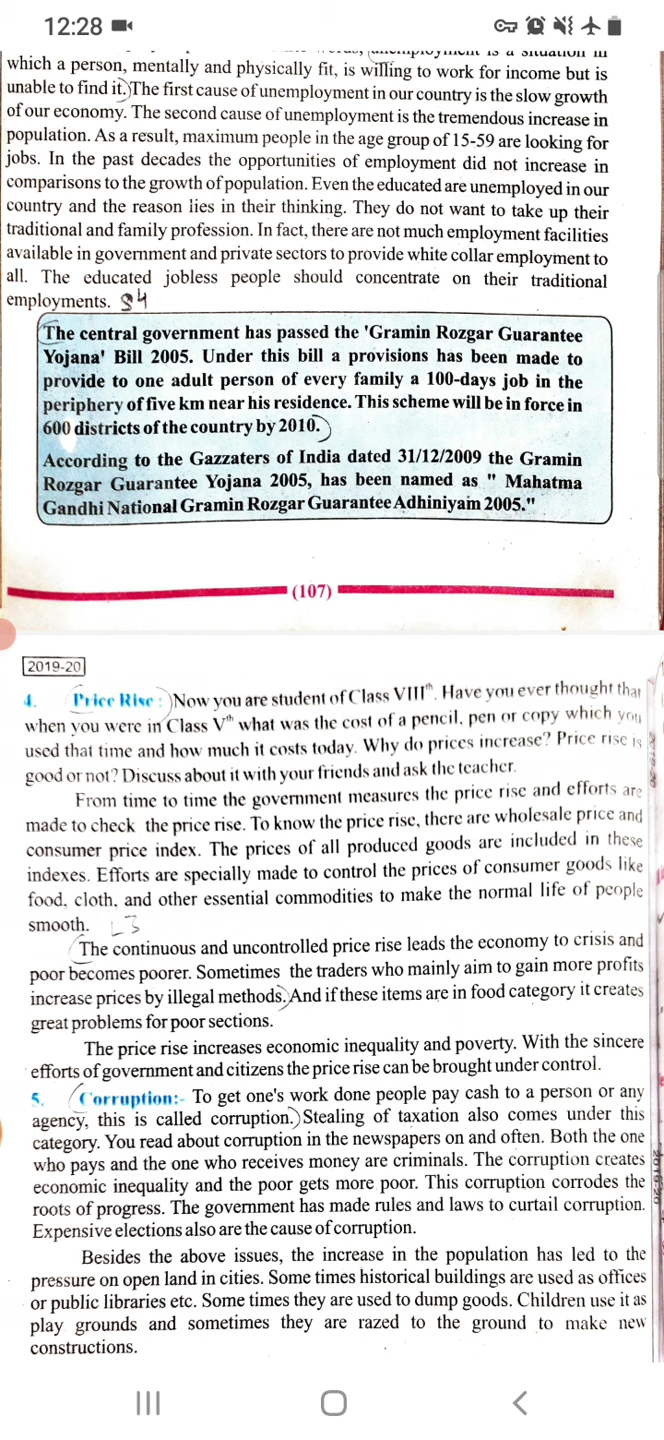 12:28
unemployment is a situation in
which a person, mentally and physically fit, is willing to work for income but is
unable to find it. The first cause of unemployment in our country is the slow growth
of our economy. The second cause of unemployment is the tremendous increase in
population. As a result, maximum people in the age group of 15-59 are looking for
jobs. In the past decades the opportunities of employment did not increase in
comparisons to the growth of population. Even the educated are unemployed in our
country and the reason lies in their thinking. They do not want to take up their
traditional and family profession. In fact, there are not much employment facilities
available in government and private sectors to provide white collar employment to
all. The educated jobless people should concentrate on their traditional
employments.
The central government has passed the 'Gramin Rozgar Guarantee
Yojana' Bill 2005. Under this bill a provisions has been made to
provide to one adult person of every family a 100-days job in the
periphery of five km near his residence. This scheme will be in force in
600 districts of the country by 2010.)
According to the Gazzaters of India dated 31/12/2009 the Gramin
Rozgar Guarantee Yojana 2005, has been named as " Mahatma
Gandhi National Gramin Rozgar Guarantee Adhiniyam 2005."
(107)
2019-20
4. Price Rise :) Now you are student of Class VIIIth. Have you ever thought that
when you were in Class Vth what was the cost of a pencil, pen or copy which you
used that time and how much it costs today. Why do prices increase? Price rise is
good or not? Discuss about it with your friends and ask the teacher.
From time to time the government measures the price rise and efforts are
made to check the price rise. To know the price rise, there are wholesale price and
consumer price index. The prices of all produced goods are included in these
indexes. Efforts are specially made to control the prices of consumer goods like
food, cloth, and other essential commodities to make the normal life of people
smooth. L3
(The continuous and uncontrolled price rise leads the economy to crisis and
poor becomes poorer. Sometimes the traders who mainly aim to gain more profits
increase prices by illegal methods.)And if these items are in food category it creates
great problems for poor sections.
The price rise increases economic inequality and poverty. With the sincere
efforts of government and citizens the price rise can be brought under control.
5. (Corruption:- To get one's work done people pay cash to a person or any
agency, this is called corruption.)Stealing of taxation also comes under this
category. You read about corruption in the newspapers on and often. Both the one
who pays and the one who receives money are criminals. The corruption creates
economic inequality and the poor gets more poor. This corruption corrodes the
roots of progress. The government has made rules and laws to curtail corruption.
Expensive elections also are the cause of corruption.
Besides the above issues, the increase in the population has led to the
pressure on open land in cities. Some times historical buildings are used as offices
or public libraries etc. Some times they are used to dump goods. Children use it as
play grounds and sometimes they are razed to the ground to make new
constructions.